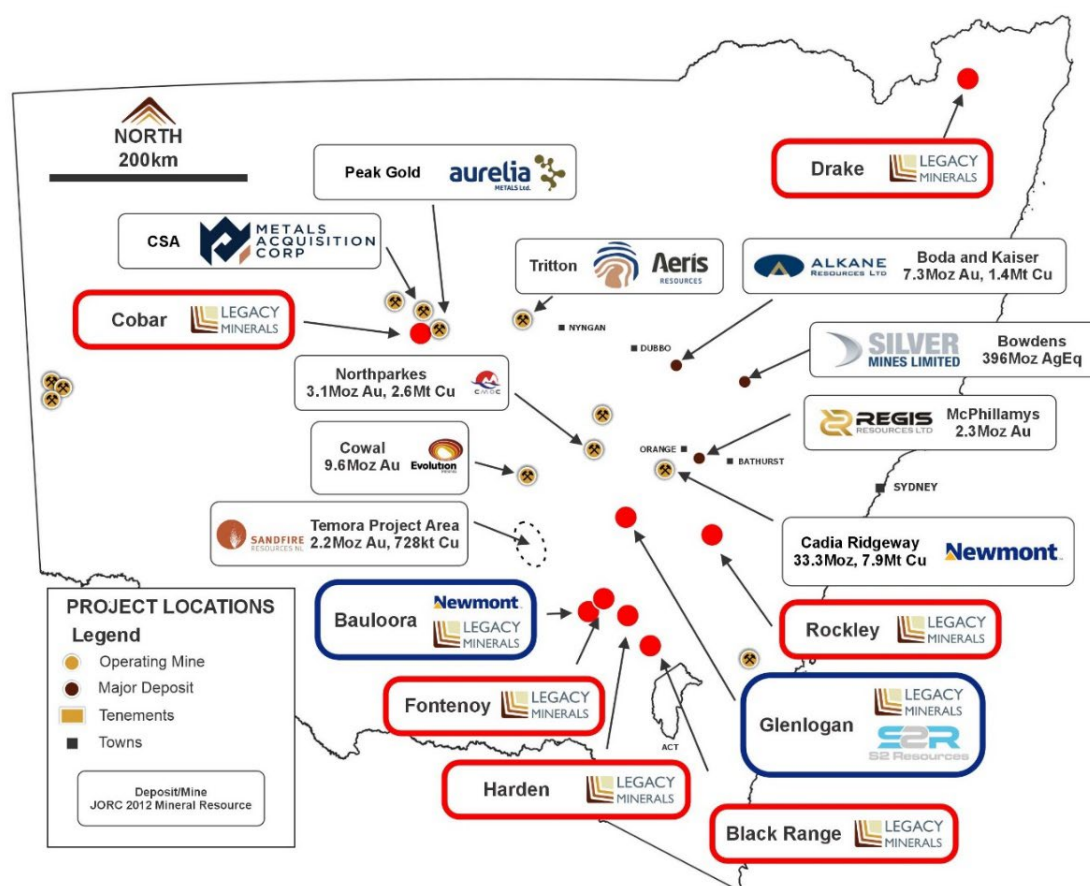 NORTH
200km
Peak Gold
aurelia
METALS Ltd.
Drake
LEGACY
MINERALS
CSA
METALS
ACQUISITION
CORP
Tritton
Aeris
RESOURCES
ALKANE
RESOURCES LTD
Boda and Kaiser
7.3Moz Au, 1.4Mt Cu
Cobar
LEGACY
MINERALS
NYNGAN
DUBBO
SILVER
MINES LIMITED
Bowdens
396Moz AgEq
Northparkes
3.1Moz Au, 2.6Mt Cu
CMOC
REGIS
RESOURCES LTD
McPhillamys
2.3Moz Au
Cowal
9.6Moz Au
Evolution
MINING
ORANGE
BATHURST
SYDNEY
SANDFIRE
RESOURCES NL
Temora Project Area
2.2Moz Au, 728kt Cu
Cadia Ridgeway
33.3Moz, 7.9Mt Cu
Newmont™
Bauloora
Newmont™
LEGACY
MINERALS
Rockley
LEGACY
MINERALS
PROJECT LOCATIONS
Legend
Operating Mine
Major Deposit
Tenements
Towns
Deposit/Mine
JORC 2012 Mineral Resource
Fontenoy
LEGACY
MINERALS
ACT
Glenlogan
LEGACY
MINERALS
S2R
S2 Resources
Harden
LEGACY
MINERALS
Black Range
LEGACY
MINERALS